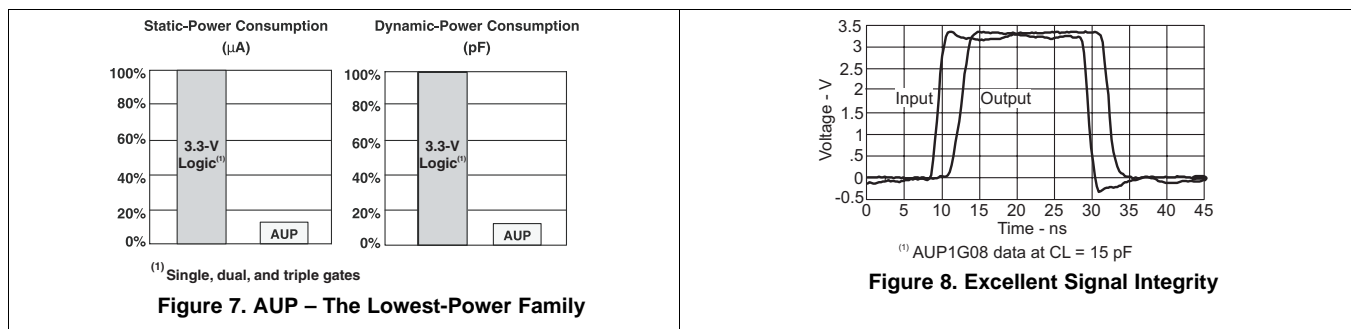 Static-Power Consumption
(µA)
100%
80%
60%
40%
20%
0%
3.3-V
Logic(1)
AUP
Dynamic-Power Consumption
(pF)
100%
80%
60%
40%
20%
0%
3.3-V
Logic(1)
AUP
(1) Single, dual, and triple gates
Figure 7. AUP – The Lowest-Power Family
Voltage - V
3.5
3
2.5
2
1.5
1
.5
0
-0.5
Input
Output
0 5 10 15 20 25 30 35 40 45
Time - ns
(1) AUP1G08 data at CL = 15 pF
Figure 8. Excellent Signal Integrity